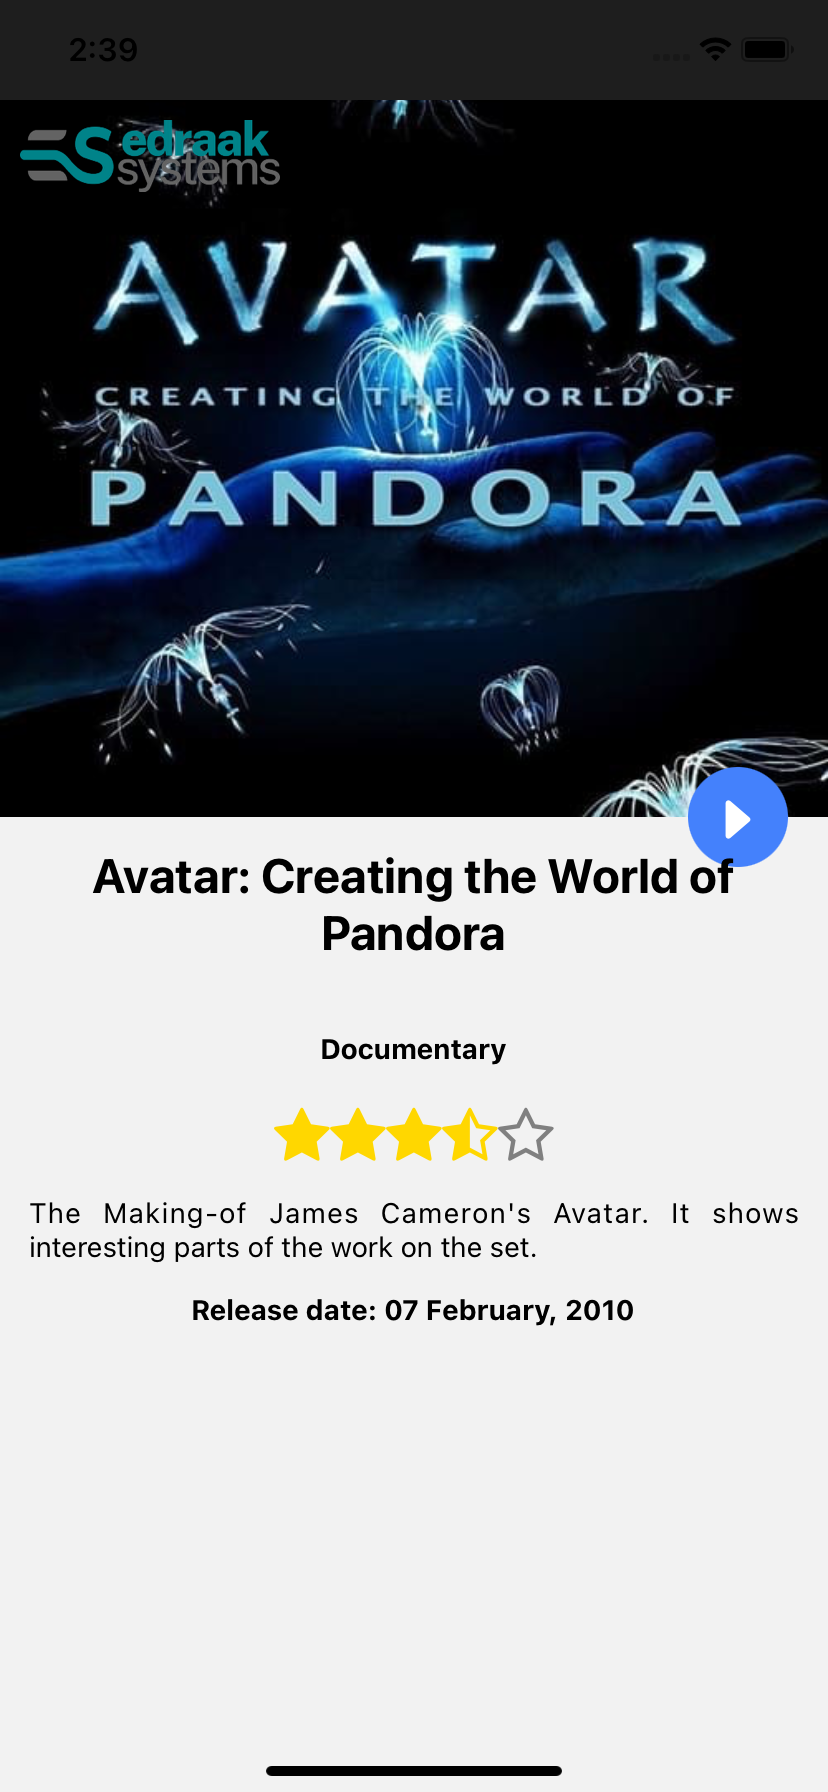 2:39
edraak
systems
AVATAR
CREATING THE WORLD OF
PANDORA
Avatar: Creating the World of
Pandora
Documentary
The Making-of James Cameron's Avatar. It shows
interesting parts of the work on the set.
Release date: 07 February, 2010